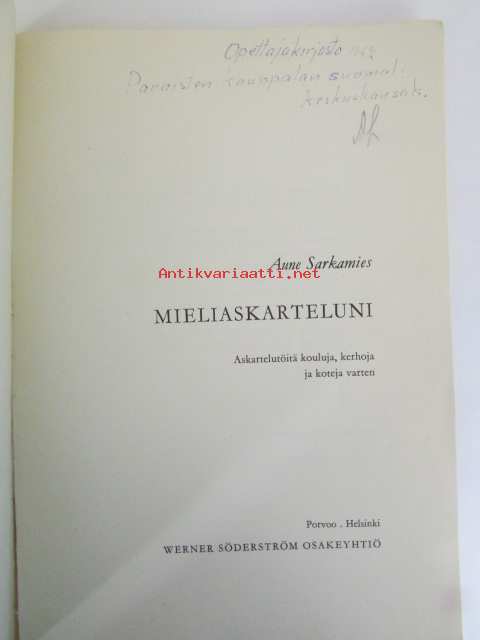 Opettajakirjasto
Paraisten kauppalan suomal.
keskuskansak.
Aune Sarkamies
Antikvariaatti.net
MIELIASKARTELUNI
Askartelutöitä kouluja, kerhoja
ja koteja varten
Porvoo . Helsinki
WERNER SÖDERSTRÖM OSAKEYHTIÖ